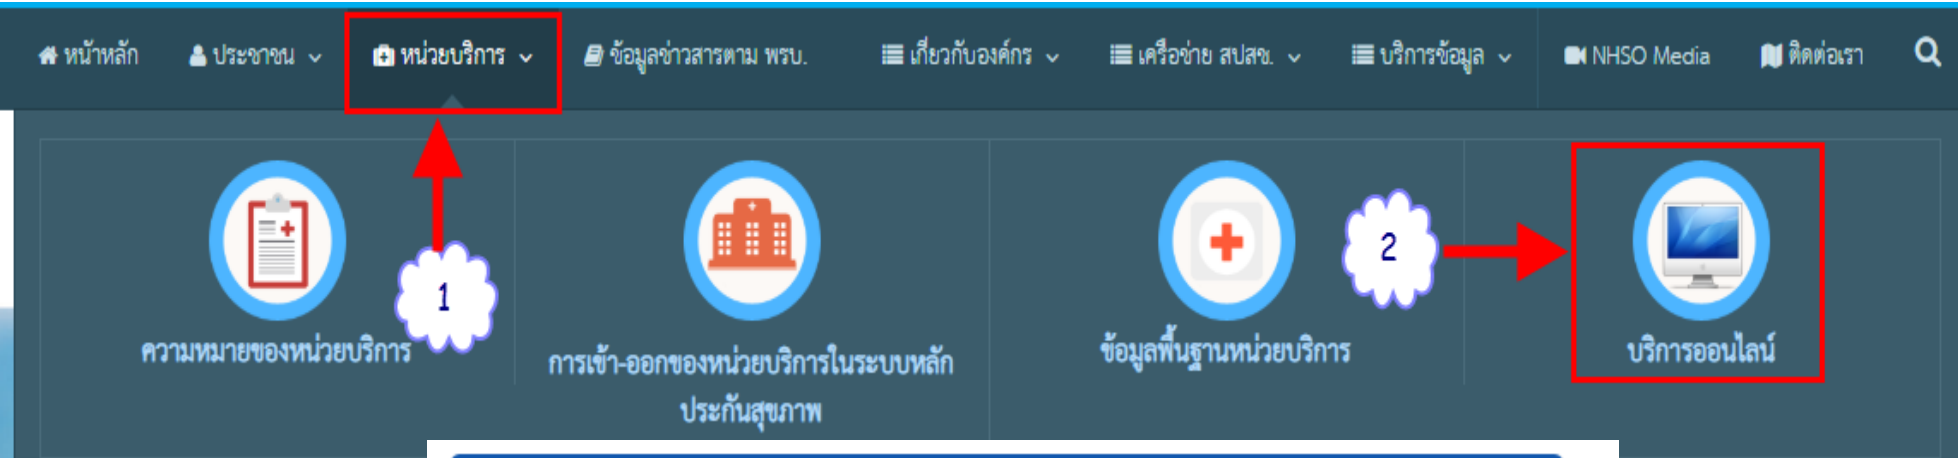 หน้าหลัก ประชาชน หน่วยบริการ ข้อมูลข่าวสารตาม พรบ. เกี่ยวกับองค์กร เครือข่าย สปสช. บริการข้อมูล NHSO Media ติดต่อเรา
1
2
ความหมายของหน่วยบริการ
การเข้า-ออกของหน่วยบริการในระบบหลัก
ประกันสุขภาพ
ข้อมูลพื้นฐานหน่วยบริการ
บริการออนไลน์